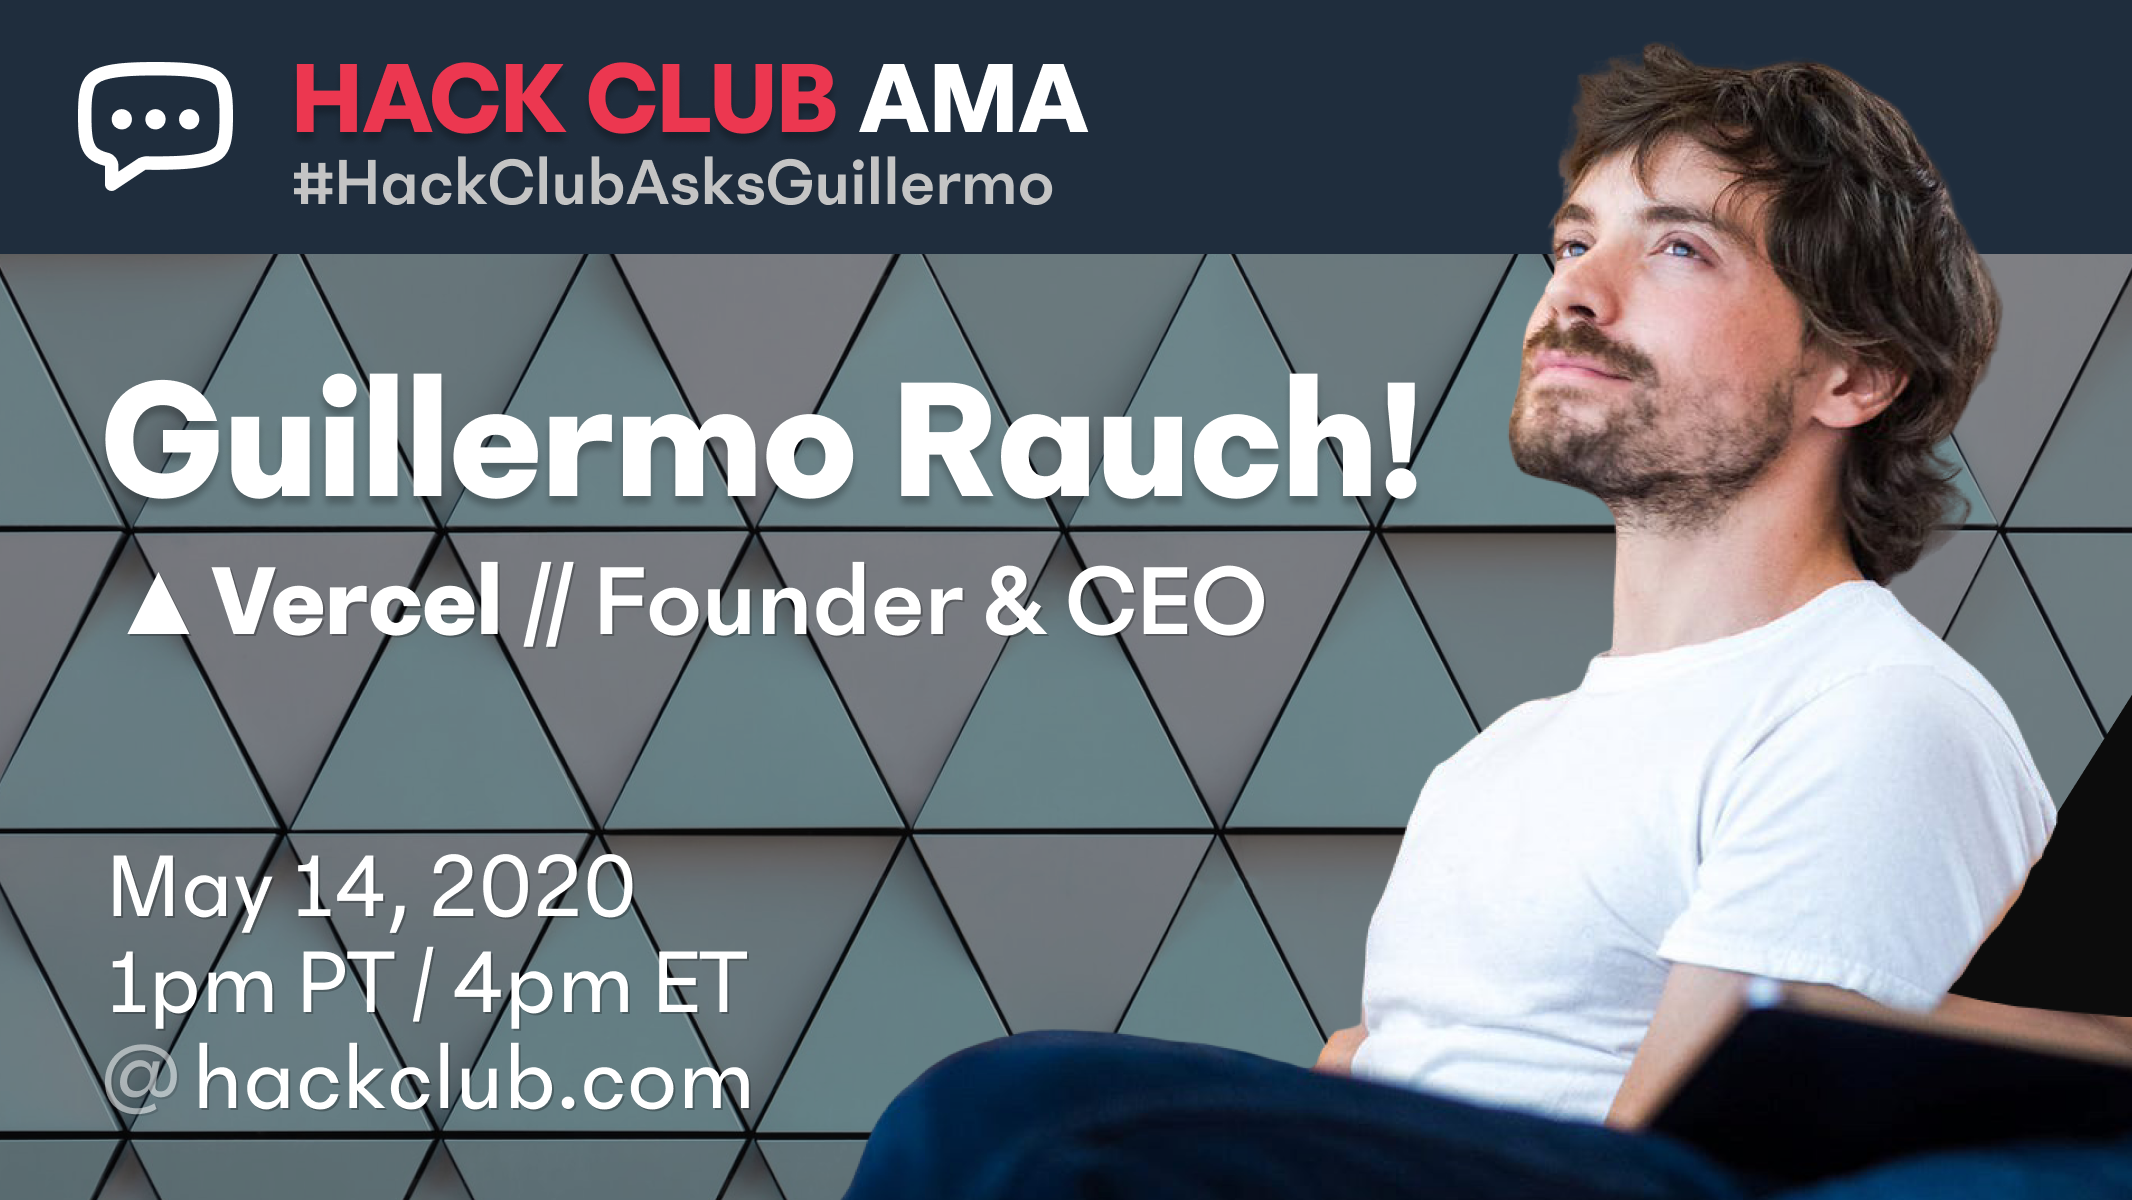 HACK CLUB AMA
#HackClubAsksGuillermo
Guillermo Rauch!
▲ Vercel // Founder & CEO
May 14, 2020
1pm PT / 4pm ET
@ hackclub.com